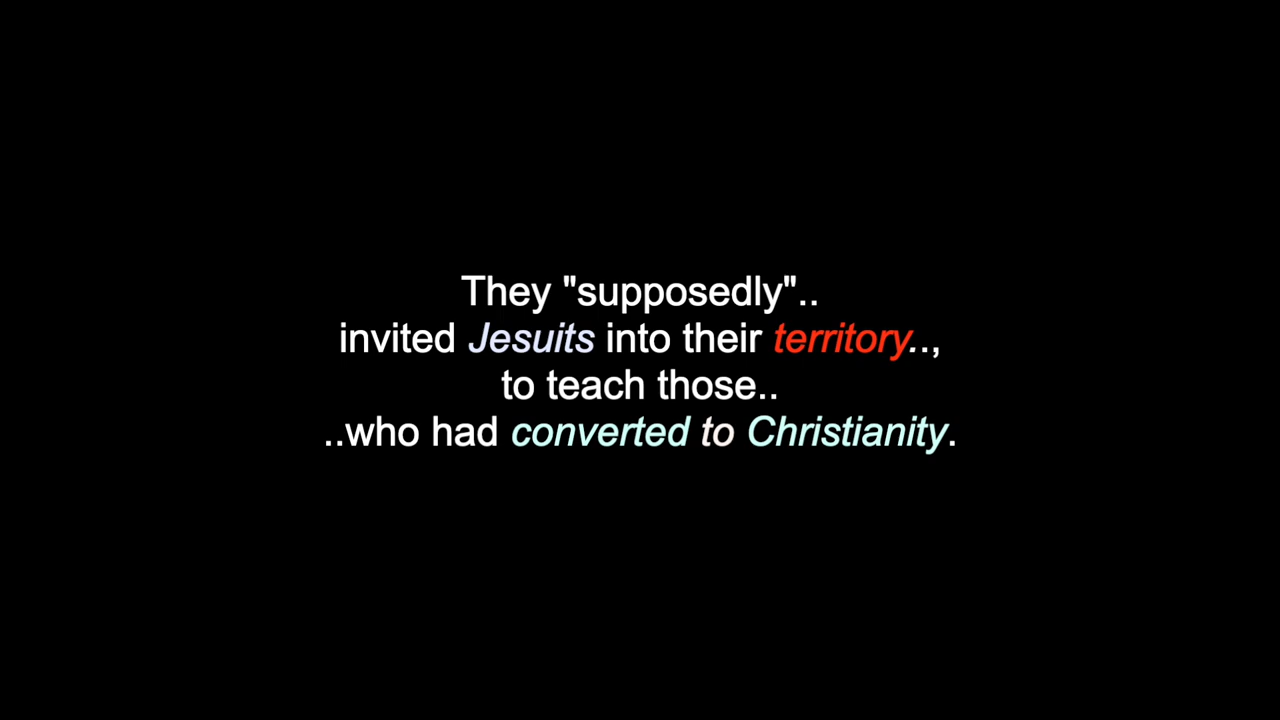 They "supposedly"..
invited Jesuits into their territory..,
to teach those..
..who had converted to Christianity.